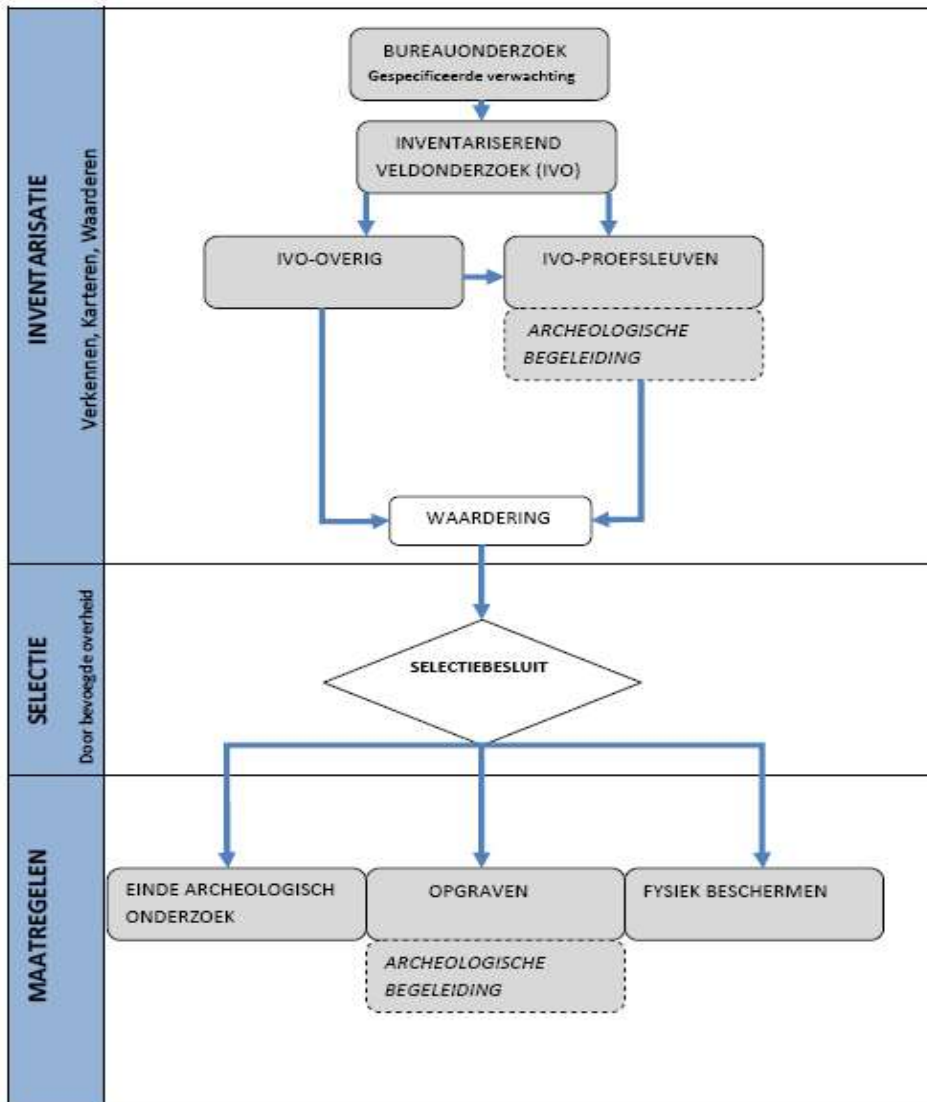 INVENTARISATIE
Verkennen, Karteren, Waarderen
BUREAUONDERZOEK
Gespecificeerde verwachting
INVENTARISEREND
VELDONDERZOEK (IVO)
IVO-OVERIG
IVO-PROEFSLEUVEN
ARCHEOLOGISCHE
BEGELEIDING
WAARDERING
SELECTIE
Door bevoegde overheid
SELECTIEBESLUIT
MAATREGELEN
EINDE ARCHEOLOGISCH
ONDERZOEK
OPGRAVEN
ARCHEOLOGISCHE
BEGELEIDING
FYSIEK BESCHERMEN